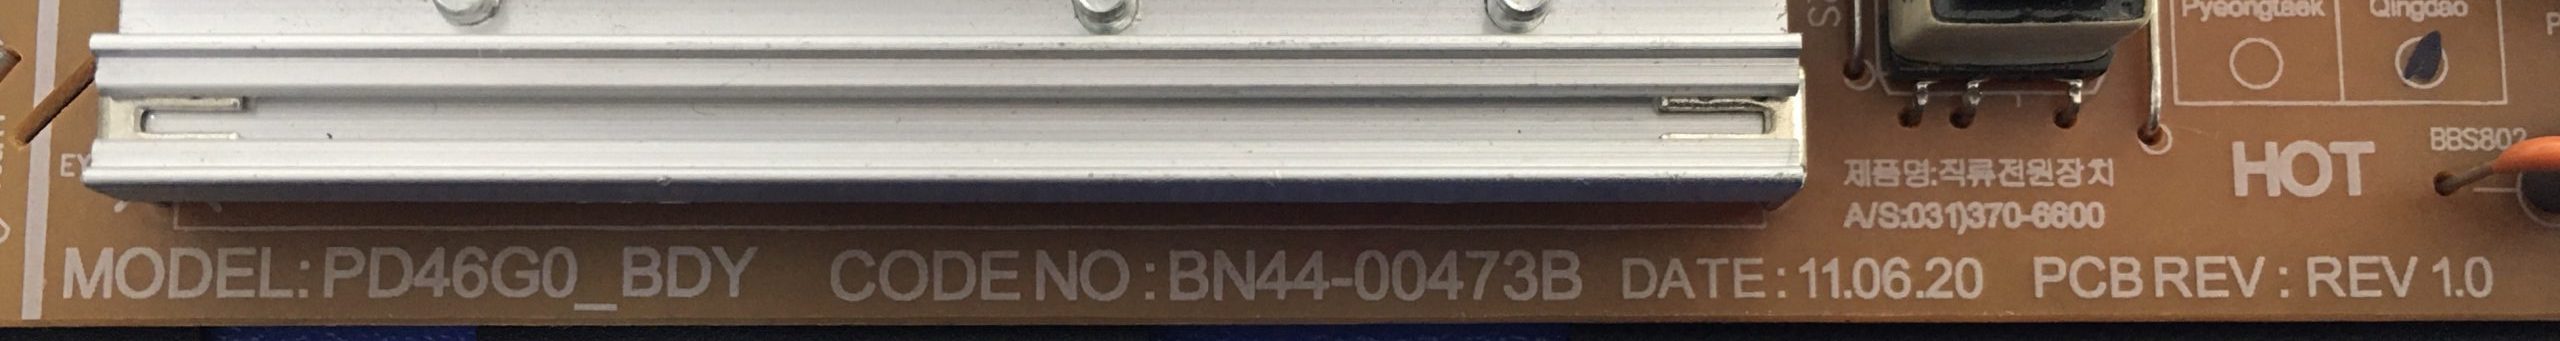 Pyeongtaek Qingdao
BBS802
HOT
제품명:직류전원장치
A/S:031)370-6600
MODEL: PD46G0_BDY CODE NO : BN44-00473B DATE : 11.06.20 PCB REV : REV 1.0